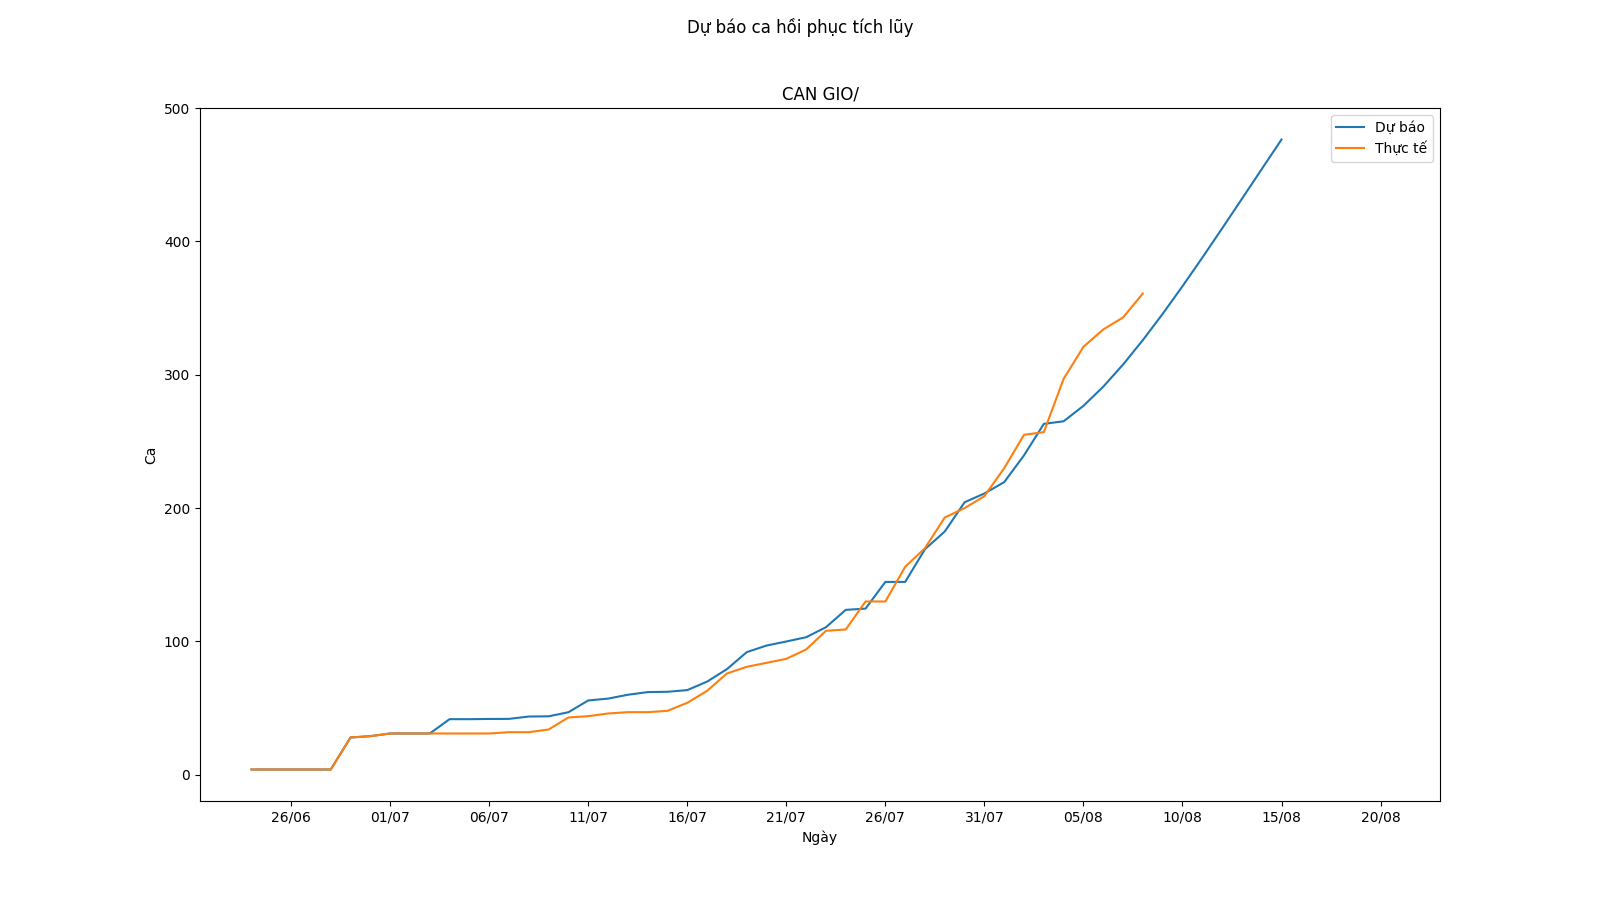 Dự báo ca hồi phục tích lũy
CAN GIO/
500
400
300
200
100
0
Ca
Dự báo
Thực tế
26/06 01/07 06/07 11/07 16/07 21/07 26/07 31/07 05/08 10/08 15/08 20/08
Ngày